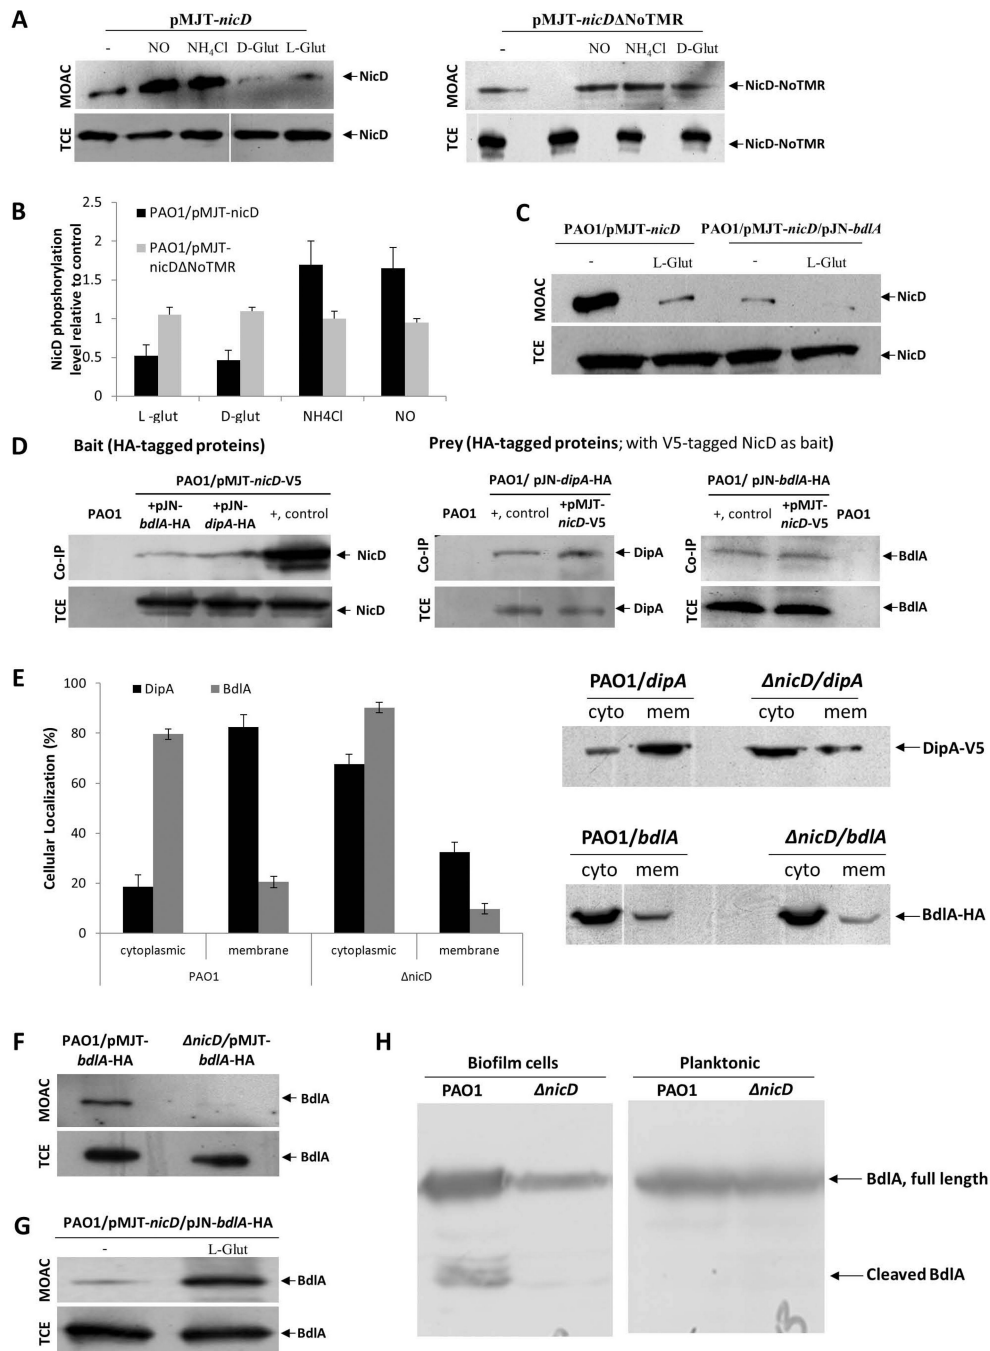 A
pMJT-nicD
- NO NH4Cl D-Glut L-Glut
MOAC
NicD
TCE
NicD
pMJT-nicDΔNoTMR
- NO NH4Cl D-Glut
MOAC
NicD-NoTMR
TCE
NicD-NoTMR
B
NicD phopshorylation
level relative to control
2.5
2
1.5
1
0.5
0
PAO1/pMJT-nicD
PAO1/pMJT-
nicDΔNoTMR
L -glut D-glut NH4Cl NO
C
PAO1/pMJT-nicD PAO1/pMJT-nicD/pJN-bdlA
- L-Glut - L-Glut
MOAC
NicD
TCE
NicD
D
Bait (HA-tagged proteins)
PAO1/pMJT-nicD-V5
PAO1
+pJN-
bdlA-HA
+pJN-
dipA-HA
+, control
Co-IP
NicD
TCE
NicD
Prey (HA-tagged proteins; with V5-tagged NicD as bait)
PAO1/ pJN-dipA-HA
PAO1
+, control
+pMJT-
nicD-V5
Co-IP
DipA
TCE
DipA
PAO1/ pJN-bdlA-HA
+, control
+pMJT-
nicD-V5
PAO1
Co-IP
BdlA
TCE
BdlA
E
Cellular Localization (%)
100
80
60
40
20
0
DipA BdlA
cytoplasmic membrane cytoplasmic membrane
PAO1 ΔnicD
PAO1/dipA ΔnicD/dipA
cyto mem cyto mem
DipA-V5
PAO1/bdlA ΔnicD/bdlA
cyto mem cyto mem
BdlA-HA
F
PAO1/pMJT-
bdlA-HA
ΔnicD/pMJT-
bdlA-HA
MOAC
BdlA
TCE
BdlA
G
PAO1/pMJT-nicD/pJN-bdlA-HA
- L-Glut
MOAC
BdlA
TCE
BdlA
H
Biofilm cells Planktonic
PAO1 ΔnicD PAO1 ΔnicD
BdlA, full length
Cleaved BdlA